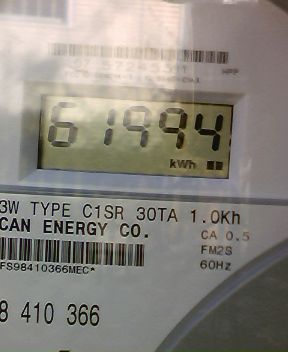 61994
kWh
3W TYPE C1SR 30TA 1.0Kh
CAN ENERGY CO.
CA 0.5
FM2S
60Hz
FS98410366MEC*
8 410 366